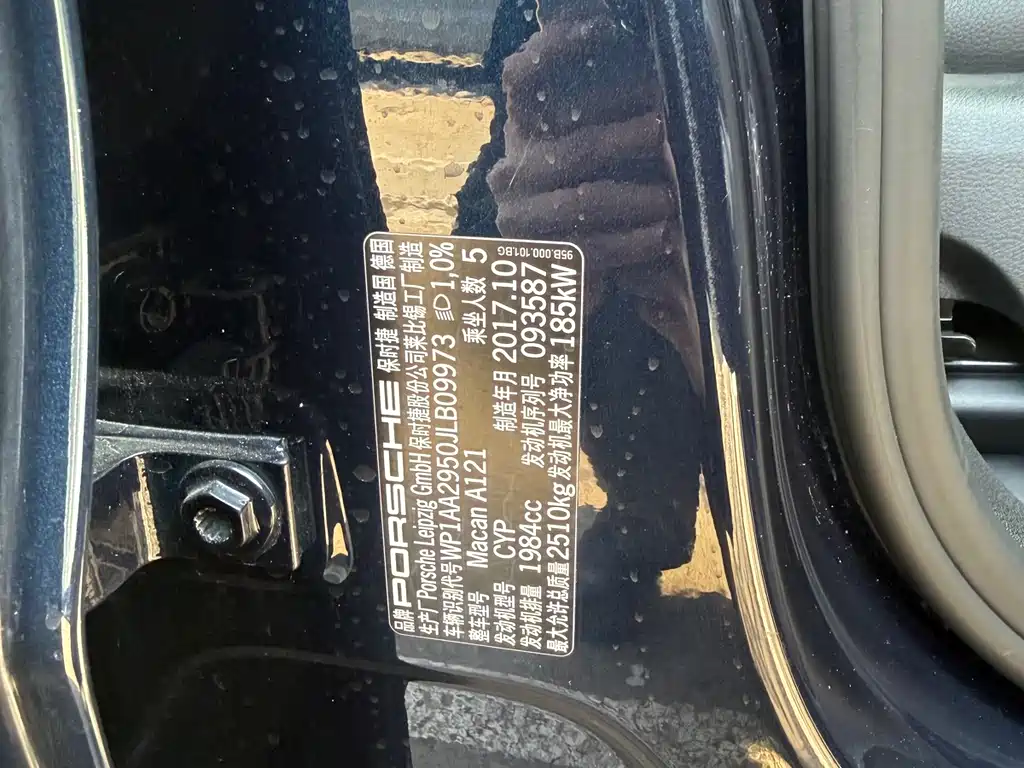 品牌 PORSCHE 保时捷 制造国 德国
生产厂 Porsche Leipzig GmbH 保时捷股份公司莱比锡工厂制造
车辆识别代号 WP1AA2950JLB09973 1,0%
整车型号 Macan A121 乘坐人数 5
发动机型号 CYP 制造年月 2017.10
发动机排量 1984cc 发动机序列号 093587
最大允许总质量 2510kg 发动机最大净功率 185kW
95B.000.101.BG